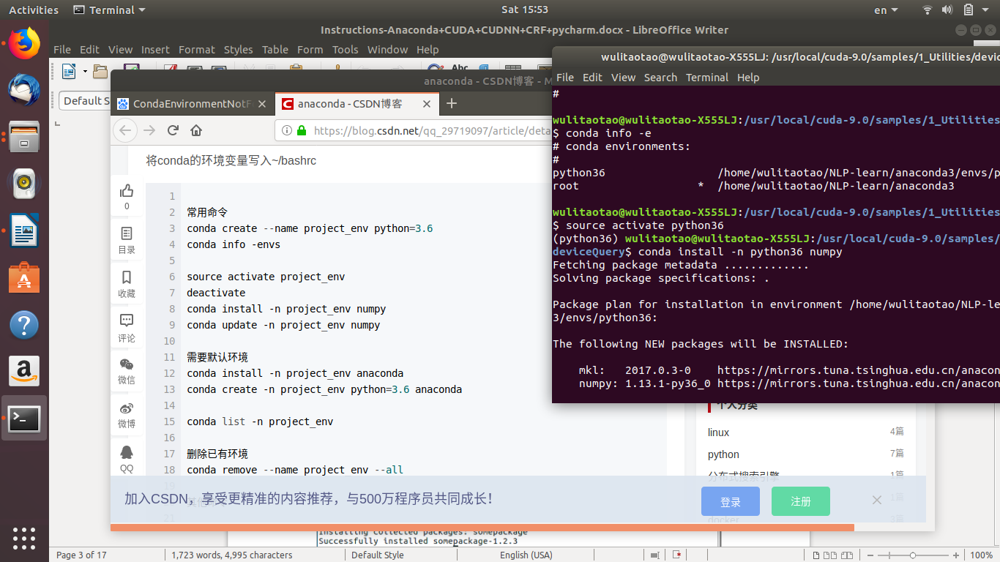 Activities Terminal Sat 15:53 en
Instructions-Anaconda+CUDA+CUDNN+CRF+pycharm.docx - LibreOffice Writer
File Edit View Insert Format Styles Table Form Tools Window Help
Default S
anaconda - CSDN博客 - M
CondaEnvironmentNotF
anaconda - CSDN博客
https://blog.csdn.net/qq_29719097/article/deta
将conda的环境变量写入~/bashrc
0
目录
收藏
评论
微信
微博
QQ
1
2 常用命令
3 conda create --name project_env python=3.6
4 conda info -envs
5
6 source activate project_env
7 deactivate
8 conda install -n project_env numpy
9 conda update -n project_env numpy
10
11 需要默认环境
12 conda install -n project_env anaconda
13 conda create -n project_env python=3.6 anaconda
14
15 conda list -n project_env
16
17 删除已有环境
18 conda remove --name project_env --all
19
21
wulitaotao@wulitaotao-X555LJ: /usr/local/cuda-9.0/samples/1_Utilities/devic
File Edit View Search Terminal Help
#
wulitaotao@wulitaotao-X555LJ:/usr/local/cuda-9.0/samples/1_Utilities
$ conda info -e
# conda environments:
#
python36 /home/wulitaotao/NLP-learn/anaconda3/envs/p
root * /home/wulitaotao/NLP-learn/anaconda3
wulitaotao@wulitaotao-X555LJ:/usr/local/cuda-9.0/samples/1_Utilities
$ source activate python36
(python36) wulitaotao@wulitaotao-X555LJ:/usr/local/cuda-9.0/samples/
deviceQuery$ conda install -n python36 numpy
Fetching package metadata .............
Solving package specifications: .
Package plan for installation in environment /home/wulitaotao/NLP-le
3/envs/python36:
The following NEW packages will be INSTALLED:
mkl: 2017.0.3-0 https://mirrors.tuna.tsinghua.edu.cn/anacon
numpy: 1.13.1-py36_0 https://mirrors.tuna.tsinghua.edu.cn/anacon
个人分类
linux 4篇
python 7篇
分布式搜索引擎 1篇
1篇
docker 3篇
加入CSDN，享受更精准的内容推荐，与500万程序员共同成长！
登录 注册
Installing collected packages: somepackage
Successfully installed somepackage-1.2.3
Page 3 of 17 1,723 words, 4,995 characters Default Style English (USA) 100%